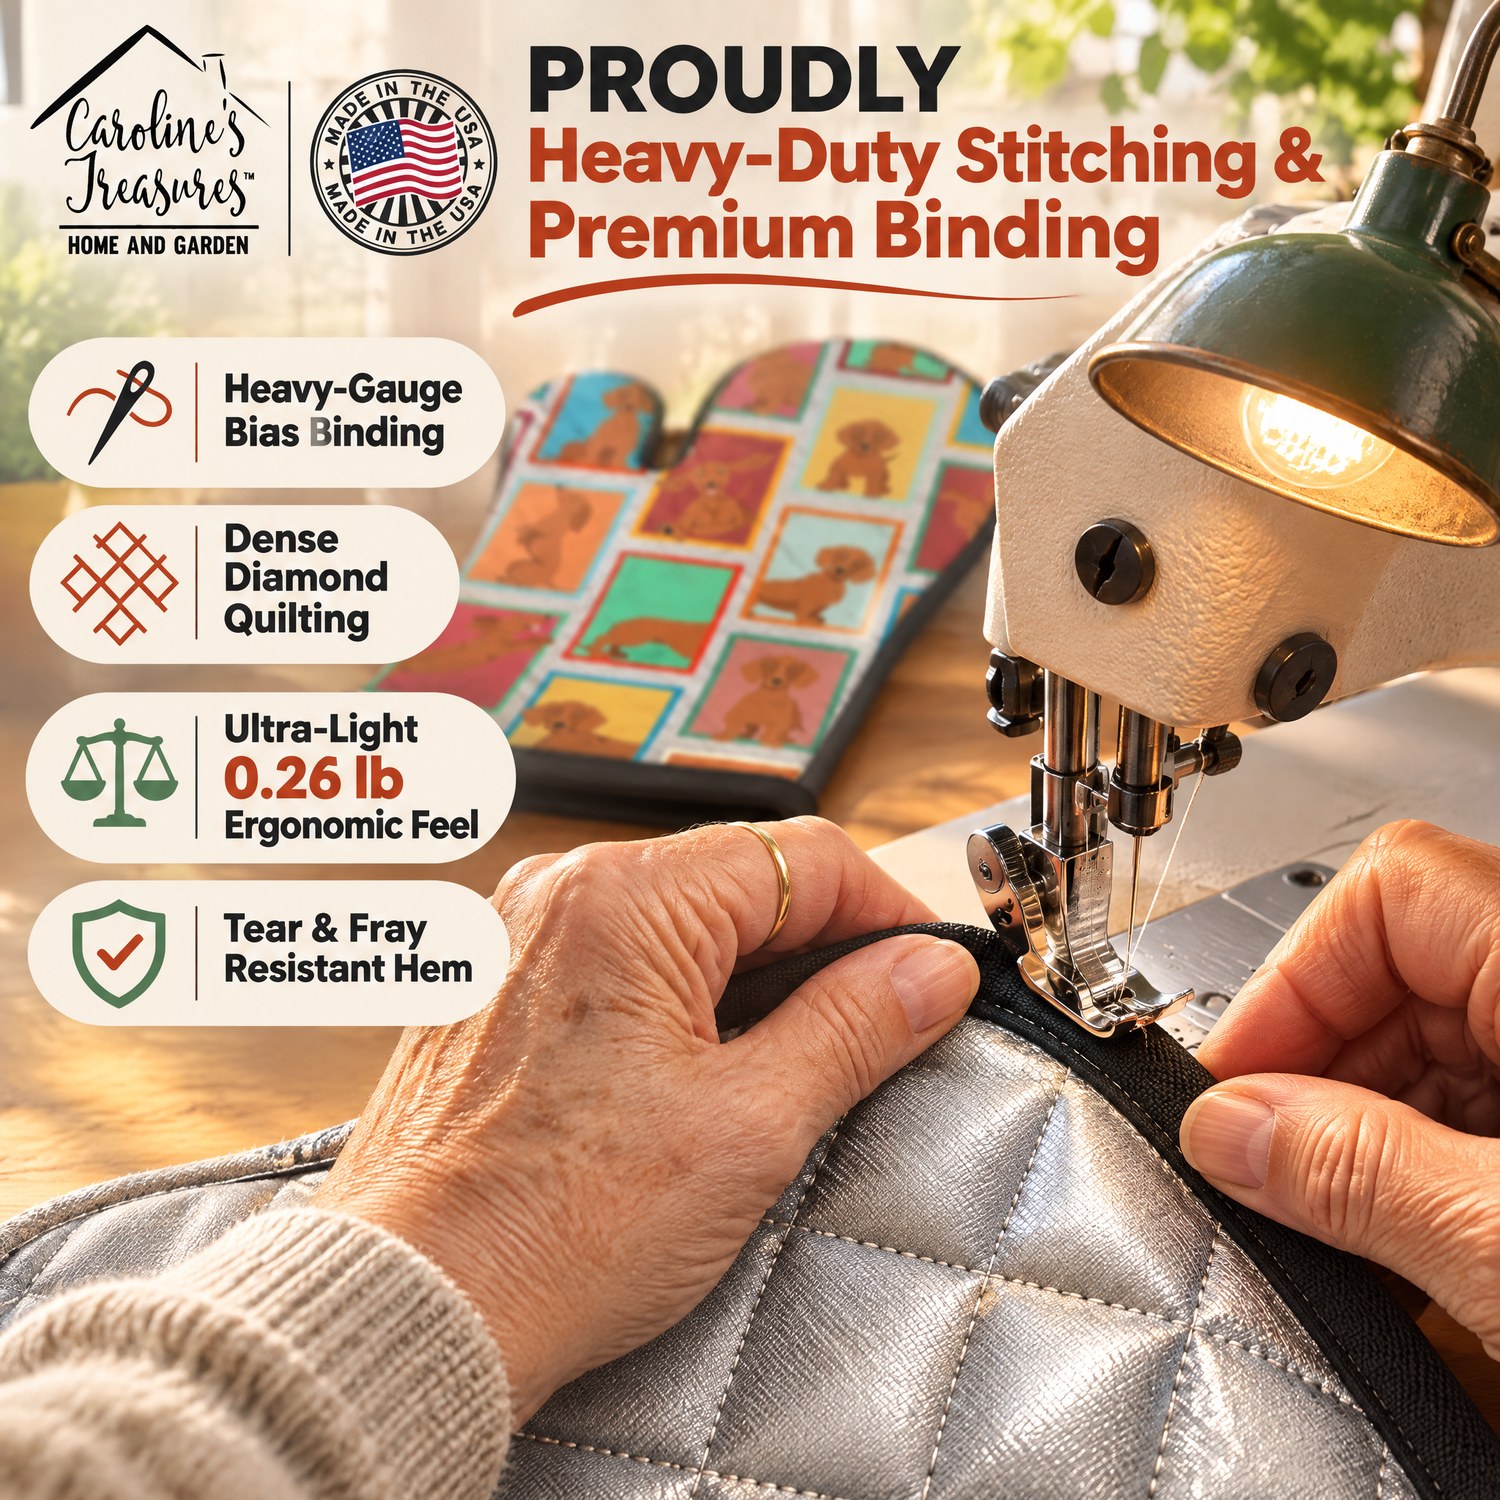 Caroline's
Treasures™
HOME AND GARDEN
MADE IN THE USA
MADE IN THE USA
PROUDLY
Heavy-Duty Stitching &
Premium Binding
Heavy-Gauge
Bias Binding
Dense
Diamond
Quilting
Ultra-Light
0.26 lb
Ergonomic Feel
Tear & Fray
Resistant Hem